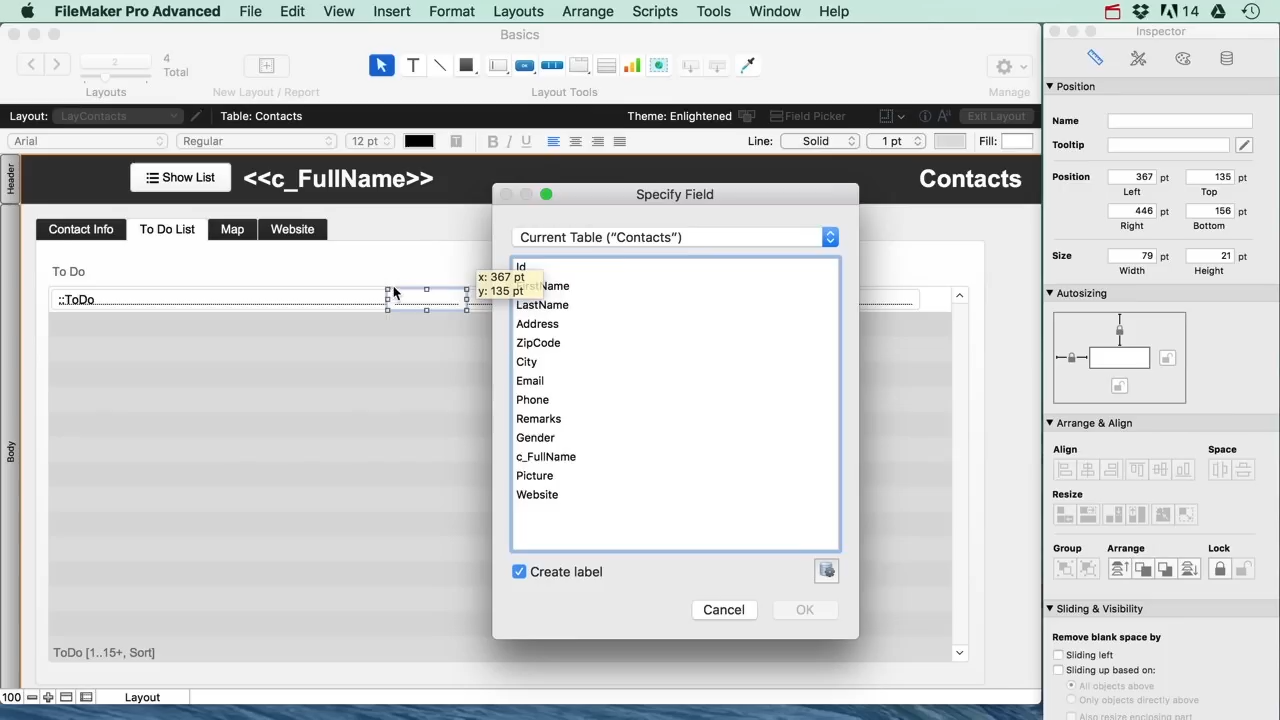 FileMaker Pro Advanced File Edit View Insert Format Layouts Arrange Scripts Tools Window Help 14
Basics
Inspector
2
4
Total
Layouts
New Layout / Report
Layout Tools
Manage
Layout: LayContacts Table: Contacts Theme: Enlightened Field Picker Exit Layout
Arial Regular 12 pt B I U Line: Solid 1 pt Fill:
Header
Show List
<<c_FullName>>
Contacts
Contact Info To Do List Map Website
To Do
::ToDo
x: 367 pt
y: 135 pt
Body
ToDo [1..15+, Sort]
100 Layout
Specify Field
Current Table (“Contacts”)
Id
FirstName
LastName
Address
ZipCode
City
Email
Phone
Remarks
Gender
c_FullName
Picture
Website
Create label
Cancel OK
Position
Name
Tooltip
Position 367 pt 135 pt
Left Top
446 pt 156 pt
Right Bottom
Size 79 pt 21 pt
Width Height
Autosizing
Arrange & Align
Align Space
Resize
Group Arrange Lock
Sliding & Visibility
Remove blank space by
Sliding left
Sliding up based on:
All objects above
Only objects directly above
Also resize enclosing part